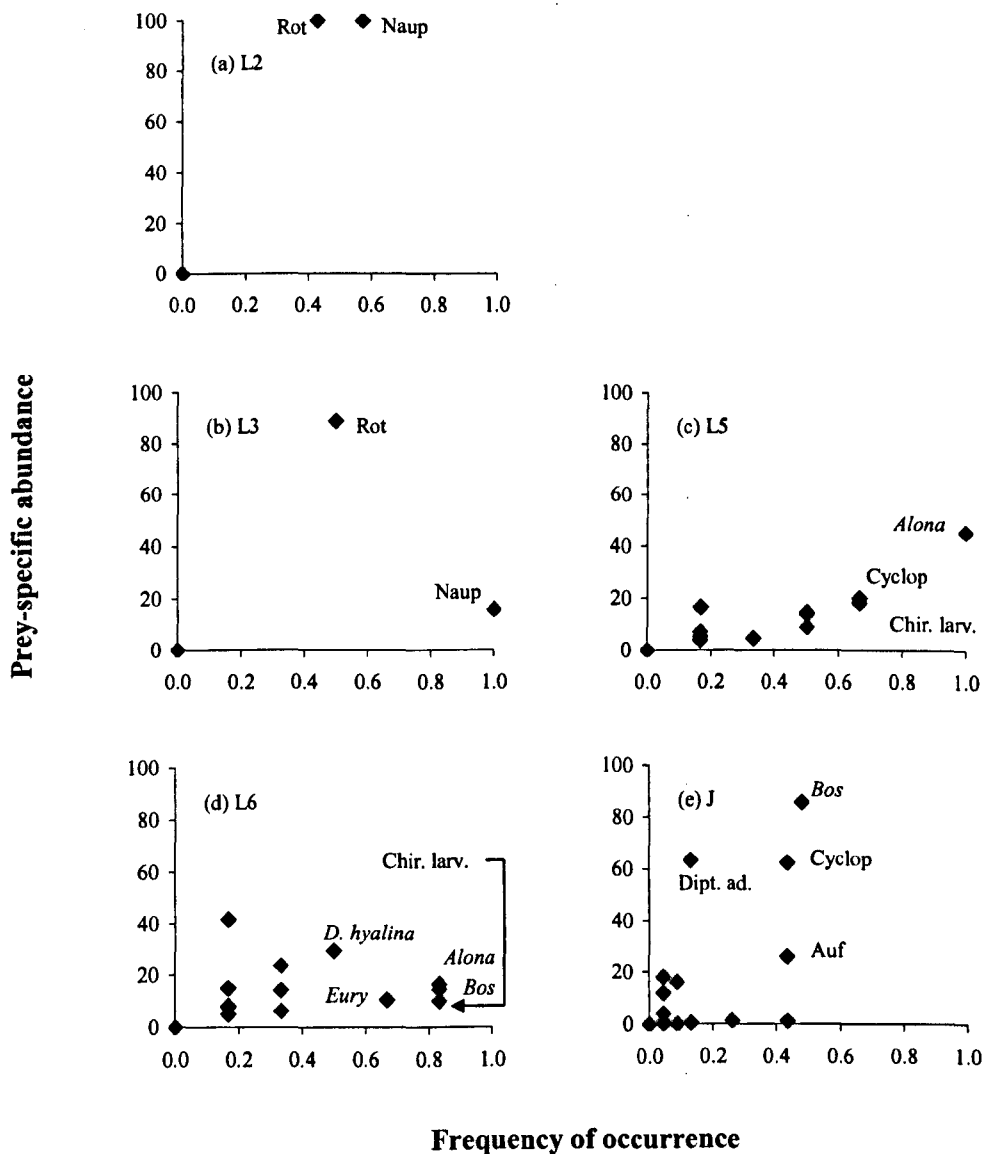 Prey-specific abundance
100
80
60
40
20
0
Rot
Naup
(a) L2
0.0 0.2 0.4 0.6 0.8 1.0
100
80
60
40
20
0
(b) L3
Rot
Naup
0.0 0.2 0.4 0.6 0.8 1.0
100
80
60
40
20
0
(c) L5
Alona
Cyclop
Chir. larv.
0.0 0.2 0.4 0.6 0.8 1.0
100
80
60
40
20
0
(d) L6
Chir. larv.
D. hyalina
Alona
Eury
Bos
0.0 0.2 0.4 0.6 0.8 1.0
100
80
60
40
20
0
(e) J
Bos
Cyclop
Dipt. ad.
Auf
0.0 0.2 0.4 0.6 0.8 1.0
Frequency of occurrence